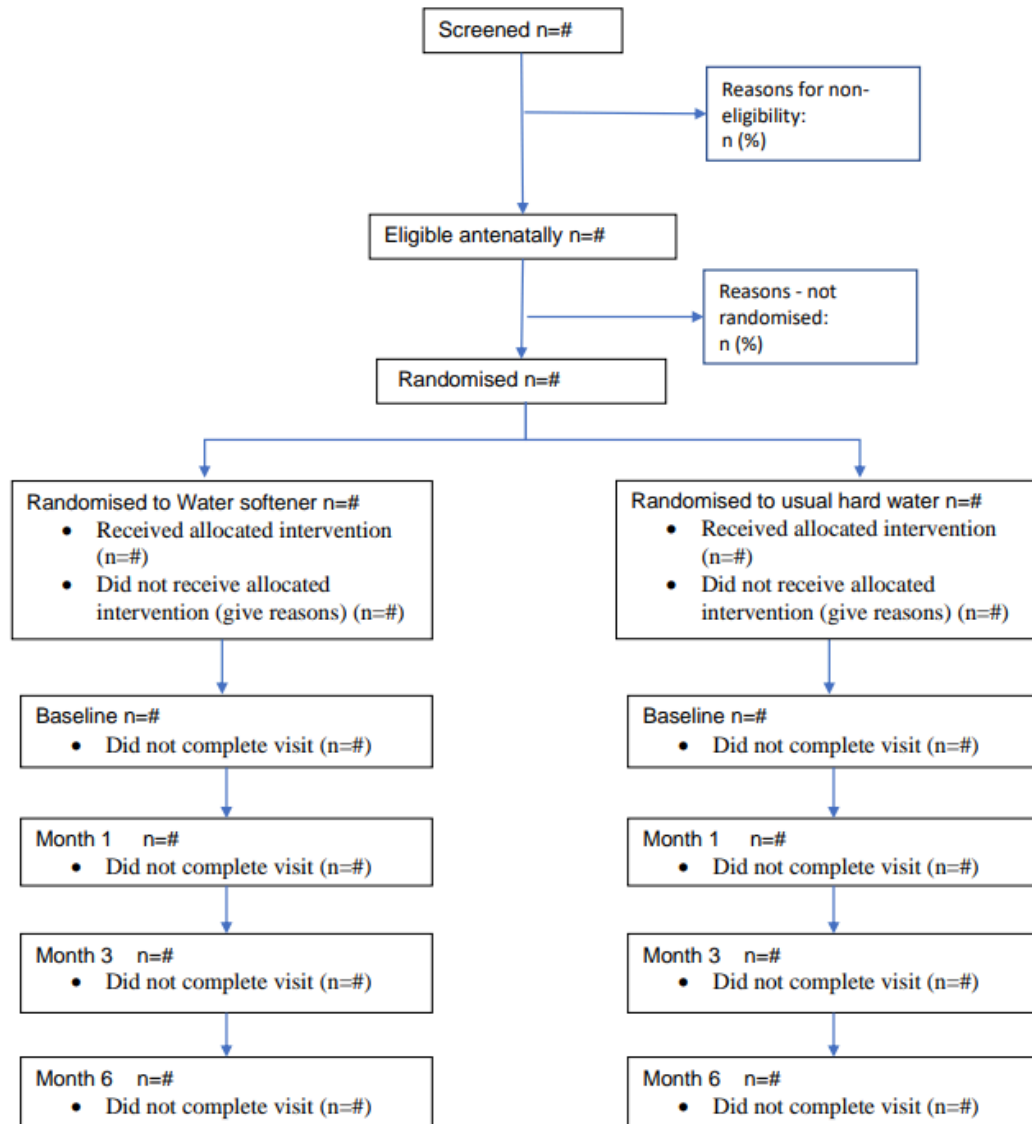 Screened n=#
Reasons for non-
eligibility:
n (%)
Eligible antenatally n=#
Reasons - not
randomised:
n (%)
Randomised n=#
Randomised to Water softener n=#
• Received allocated intervention
(n=#)
• Did not receive allocated
intervention (give reasons) (n=#)
Randomised to usual hard water n=#
• Received allocated intervention
(n=#)
• Did not receive allocated
intervention (give reasons) (n=#)
Baseline n=#
• Did not complete visit (n=#)
Baseline n=#
• Did not complete visit (n=#)
Month 1 n=#
• Did not complete visit (n=#)
Month 1 n=#
• Did not complete visit (n=#)
Month 3 n=#
• Did not complete visit (n=#)
Month 3 n=#
• Did not complete visit (n=#)
Month 6 n=#
• Did not complete visit (n=#)
Month 6 n=#
• Did not complete visit (n=#)